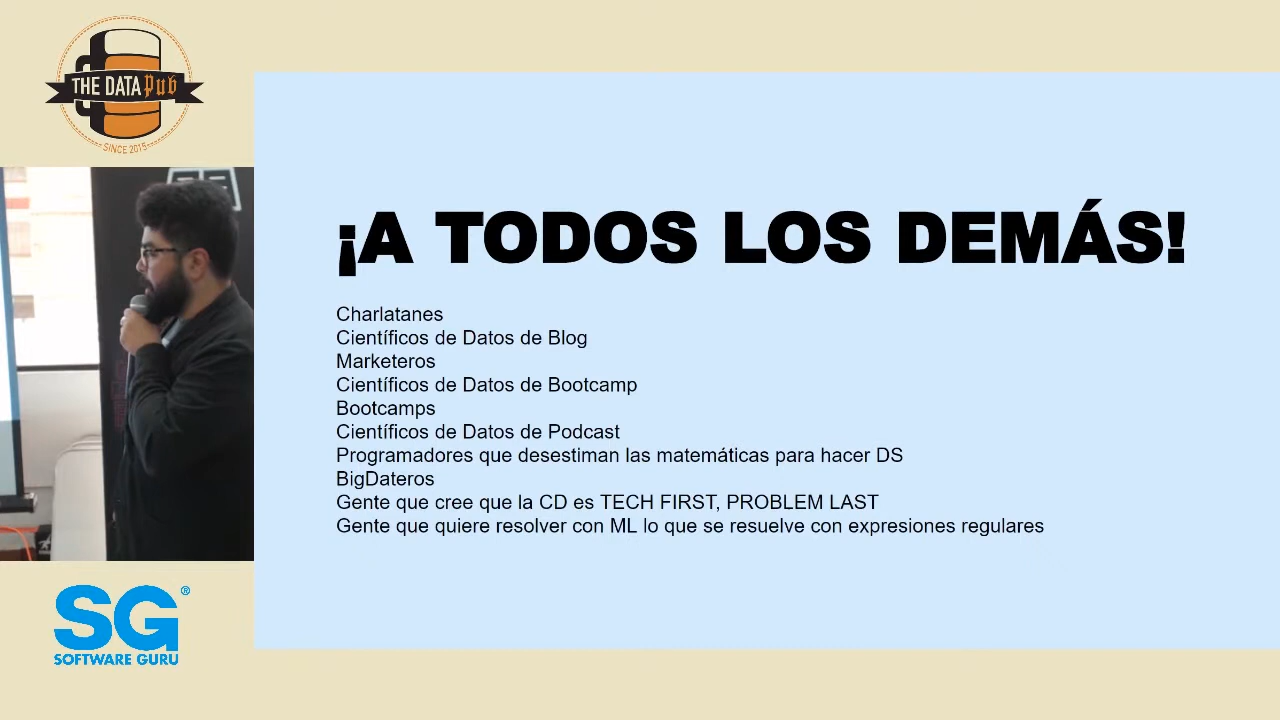 THE DATA Pub
SINCE 2015
¡A TODOS LOS DEMÁS!
Charlatanes
Científicos de Datos de Blog
Marketeros
Científicos de Datos de Bootcamp
Bootcamps
Científicos de Datos de Podcast
Programadores que desestiman las matemáticas para hacer DS
BigDateros
Gente que cree que la CD es TECH FIRST, PROBLEM LAST
Gente que quiere resolver con ML lo que se resuelve con expresiones regulares
SG®
SOFTWARE GURU